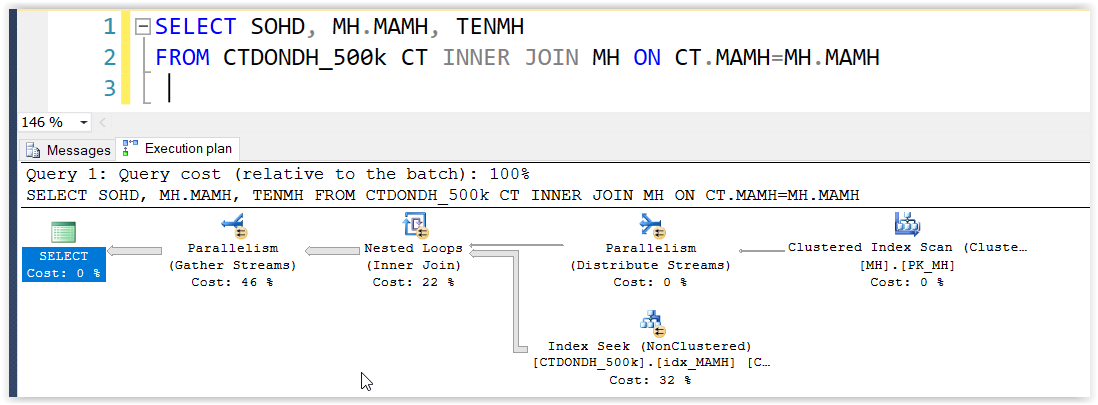 1 SELECT SOHD, MH.MAMH, TENMH
2 FROM CTDONDH_500k CT INNER JOIN MH ON CT.MAMH=MH.MAMH
3
146 %
Messages Execution plan
Query 1: Query cost (relative to the batch): 100%
SELECT SOHD, MH.MAMH, TENMH FROM CTDONDH_500k CT INNER JOIN MH ON CT.MAMH=MH.MAMH
SELECT
Cost: 0 %
Parallelism
(Gather Streams)
Cost: 46 %
Nested Loops
(Inner Join)
Cost: 22 %
Parallelism
(Distribute Streams)
Cost: 0 %
Clustered Index Scan (Cluste…
[MH].[PK_MH]
Cost: 0 %
Index Seek (NonClustered)
[CTDONDH_500k].[idx_MAMH] [C…
Cost: 32 %